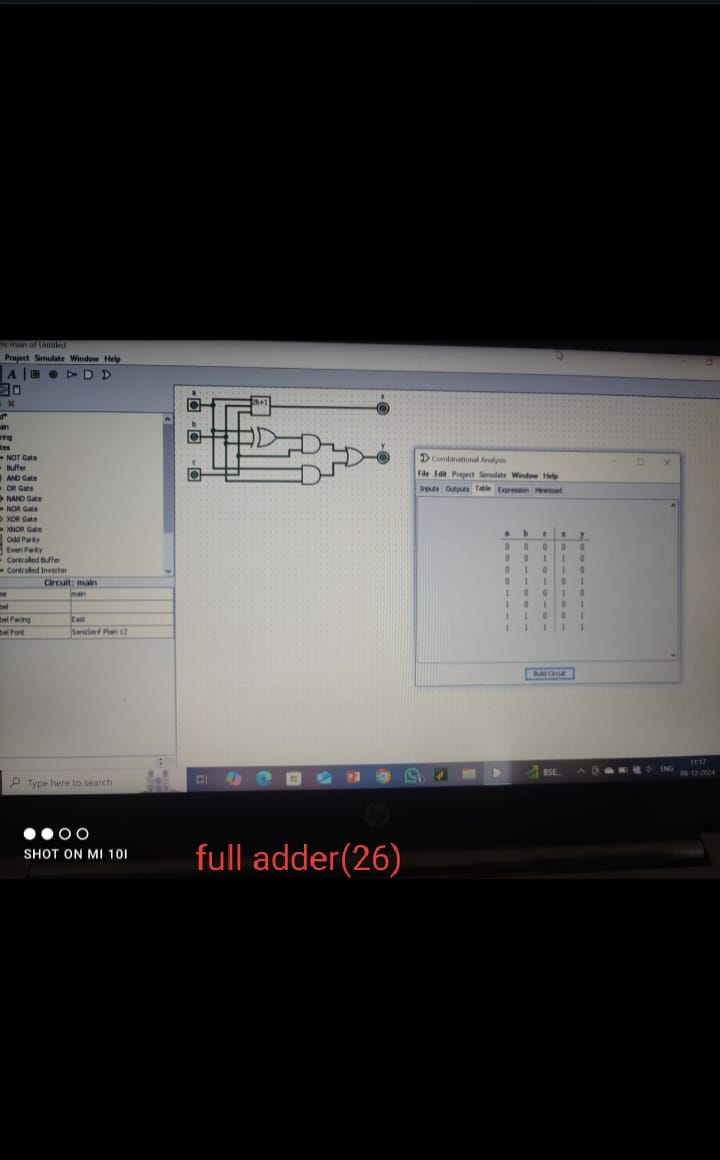 main of Untitled
Project Simulate Window Help
A
NOT Gate
Buffer
AND Gate
OR Gate
NAND Gate
NOR Gate
XOR Gate
XNOR Gate
Odd Parity
Even Parity
Controlled Buffer
Controlled Inverter
Circuit: main
main
East
SansSerif Plain 12
a
2k+1
x
b
y
c
Combinational Analysis
File Edit Project Simulate Window Help
Inputs Outputs Table Expression Minimized
a b c x y
0 0 0 0 0
0 0 1 1 0
0 1 0 1 0
0 1 1 0 1
1 0 0 1 0
1 0 1 0 1
1 1 0 0 1
1 1 1 1 1
Build Circuit
Type here to search
BSE...
ENG
11:17
08-12-2024
hp
SHOT ON MI 10I
full adder(26)